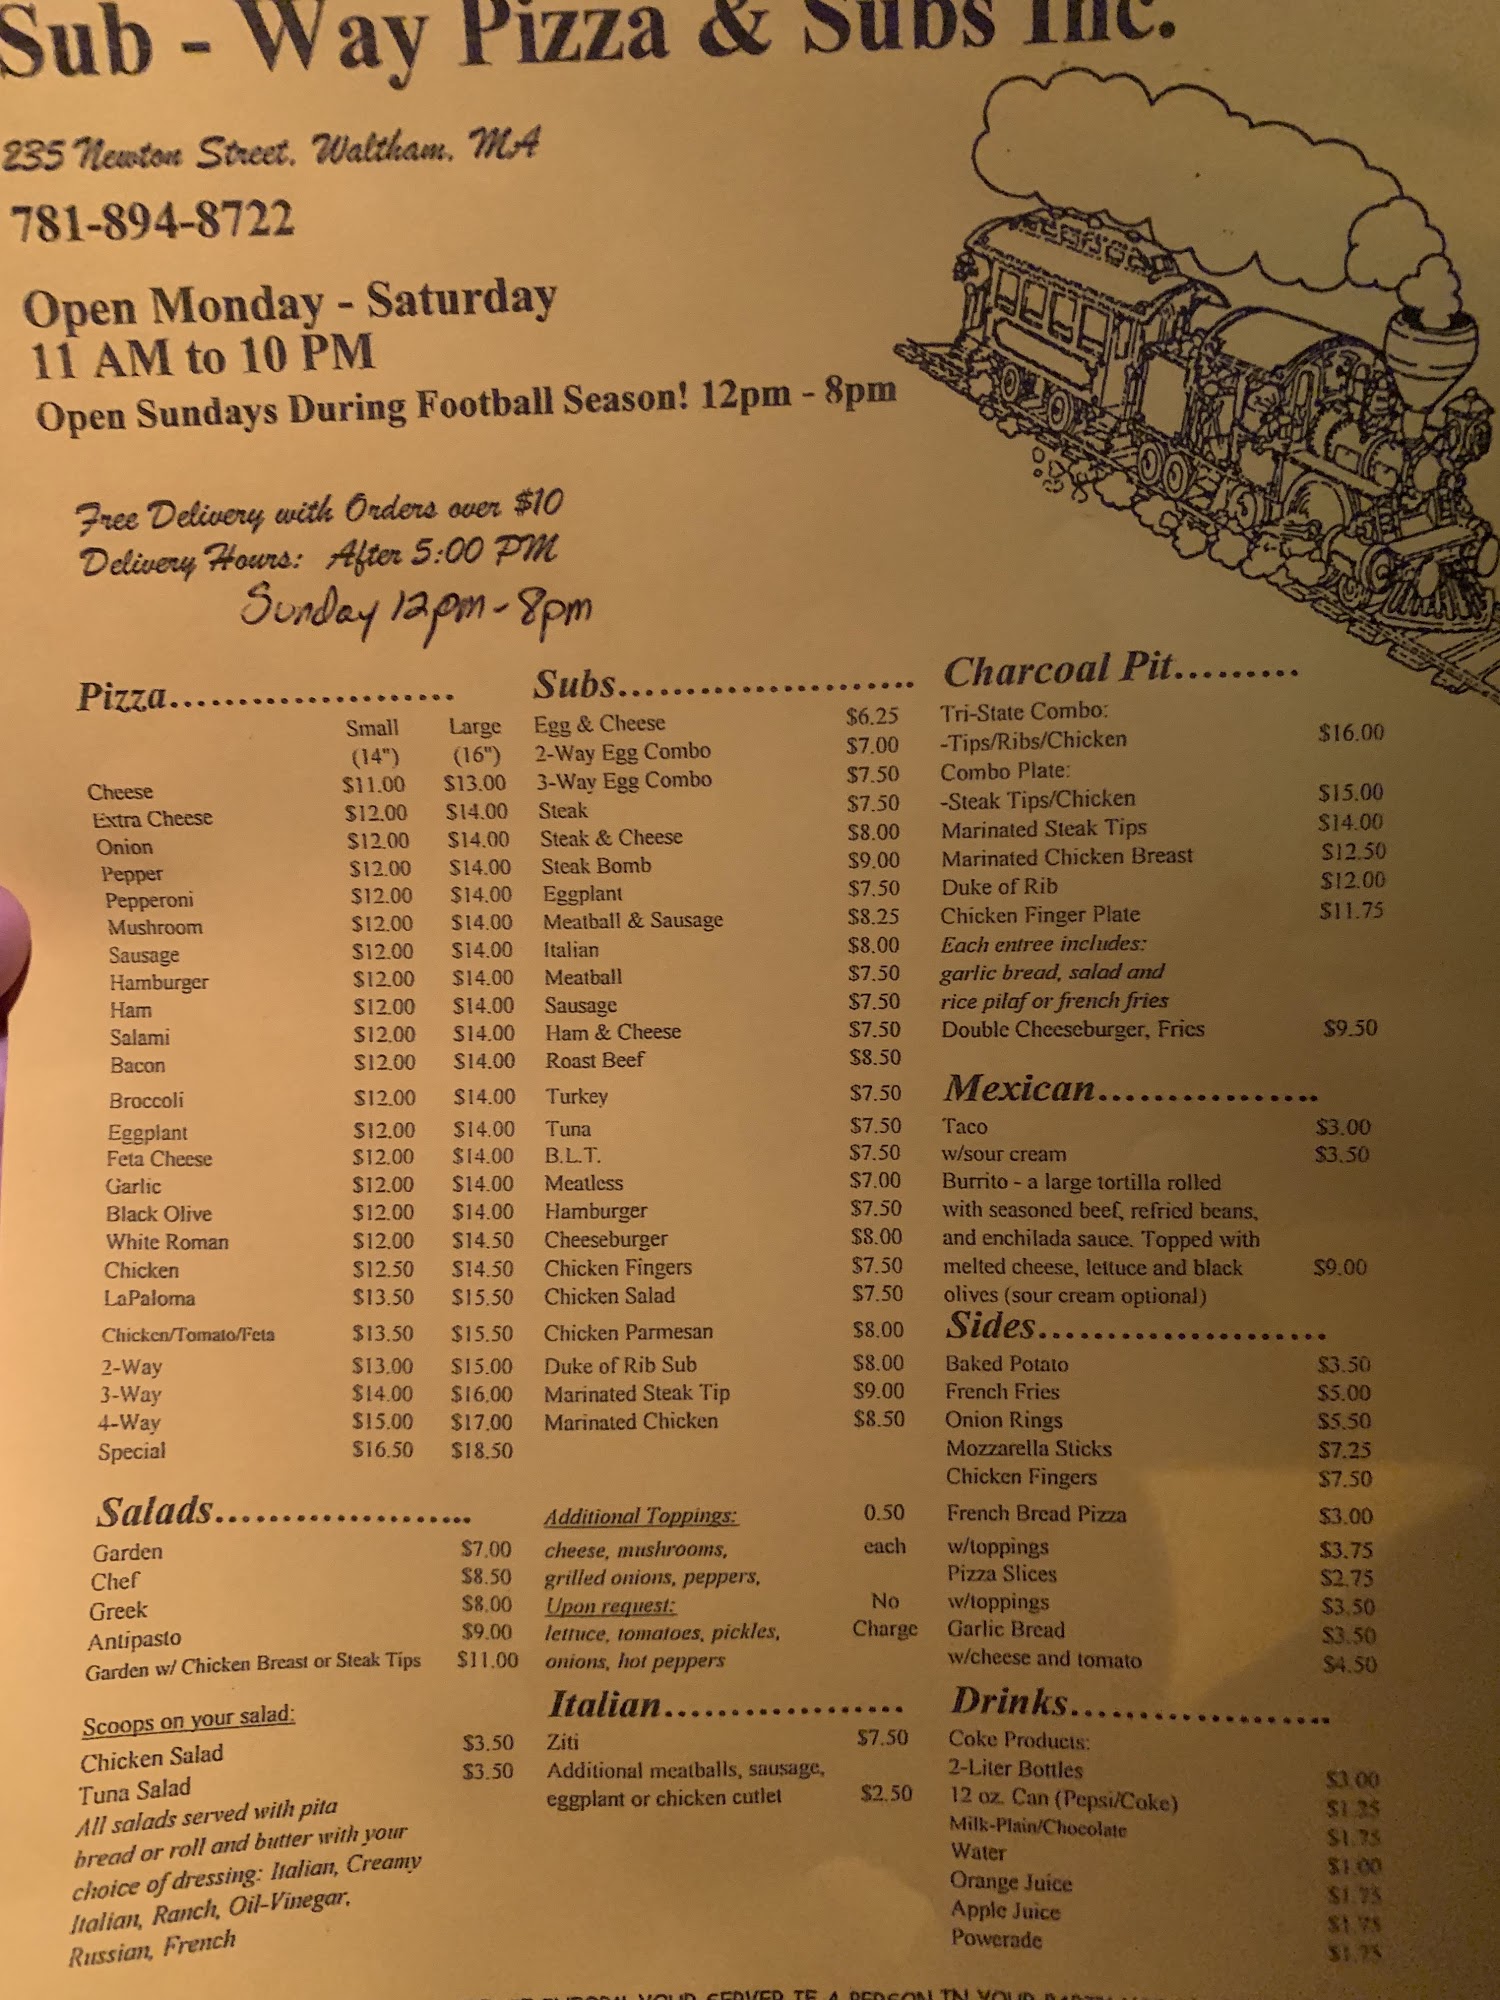 Sub - Way Pizza & Subs Inc.
235 Newton Street, Waltham, MA
781-894-8722
Open Monday - Saturday
11 AM to 10 PM
Open Sundays During Football Season! 12pm - 8pm
Free Delivery with Orders over $10
Delivery Hours: After 5:00 PM
Sunday 12pm - 8pm
Pizza.....................
Small Large
(14") (16")
Cheese $11.00 $13.00
Extra Cheese $12.00 $14.00
Onion $12.00 $14.00
Pepper $12.00 $14.00
Pepperoni $12.00 $14.00
Mushroom $12.00 $14.00
Sausage $12.00 $14.00
Hamburger $12.00 $14.00
Ham $12.00 $14.00
Salami $12.00 $14.00
Bacon $12.00 $14.00
Broccoli $12.00 $14.00
Eggplant $12.00 $14.00
Feta Cheese $12.00 $14.00
Garlic $12.00 $14.00
Black Olive $12.00 $14.00
White Roman $12.00 $14.50
Chicken $12.50 $14.50
LaPaloma $13.50 $15.50
Chicken/Tomato/Feta $13.50 $15.50
2-Way $13.00 $15.00
3-Way $14.00 $16.00
4-Way $15.00 $17.00
Special $16.50 $18.50
Salads...................
Garden $7.00
Chef $8.50
Greek $8.00
Antipasto $9.00
Garden w/ Chicken Breast or Steak Tips $11.00
Scoops on your salad:
Chicken Salad $3.50
Tuna Salad $3.50
All salads served with pita
bread or roll and butter with your
choice of dressing: Italian, Creamy
Italian, Ranch, Oil-Vinegar,
Russian, French
Subs......................
Egg & Cheese $6.25
2-Way Egg Combo $7.00
3-Way Egg Combo $7.50
Steak $7.50
Steak & Cheese $8.00
Steak Bomb $9.00
Eggplant $7.50
Meatball & Sausage $8.25
Italian $8.00
Meatball $7.50
Sausage $7.50
Ham & Cheese $7.50
Roast Beef $8.50
Turkey $7.50
Tuna $7.50
B.L.T. $7.50
Meatless $7.00
Hamburger $7.50
Cheeseburger $8.00
Chicken Fingers $7.50
Chicken Salad $7.50
Chicken Parmesan $8.00
Duke of Rib Sub $8.00
Marinated Steak Tip $9.00
Marinated Chicken $8.50
Additional Toppings: 0.50
cheese, mushrooms, each
grilled onions, peppers,
Upon request: No
lettuce, tomatoes, pickles, Charge
onions, hot peppers
Italian..................
Ziti $7.50
Additional meatballs, sausage,
eggplant or chicken cutlet $2.50
Charcoal Pit.........
Tri-State Combo:
-Tips/Ribs/Chicken $16.00
Combo Plate:
-Steak Tips/Chicken $15.00
Marinated Steak Tips $14.00
Marinated Chicken Breast $12.50
Duke of Rib $12.00
Chicken Finger Plate $11.75
Each entree includes:
garlic bread, salad and
rice pilaf or french fries
Double Cheeseburger, Fries $9.50
Mexican................
Taco $3.00
w/sour cream $3.50
Burrito - a large tortilla rolled
with seasoned beef, refried beans,
and enchilada sauce. Topped with
melted cheese, lettuce and black $9.00
olives (sour cream optional)
Sides.....................
Baked Potato $3.50
French Fries $5.00
Onion Rings $5.50
Mozzarella Sticks $7.25
Chicken Fingers $7.50
French Bread Pizza $3.00
w/toppings $3.75
Pizza Slices $2.75
w/toppings $3.50
Garlic Bread $3.50
w/cheese and tomato $4.50
Drinks...................
Coke Products:
2-Liter Bottles $3.00
12 oz. Can (Pepsi/Coke) $1.25
Milk-Plain/Chocolate $1.75
Water $1.00
Orange Juice $1.75
Apple Juice $1.75
Powerade $1.75
YOUR SERVER IF A PERSON IN YOUR PARTY